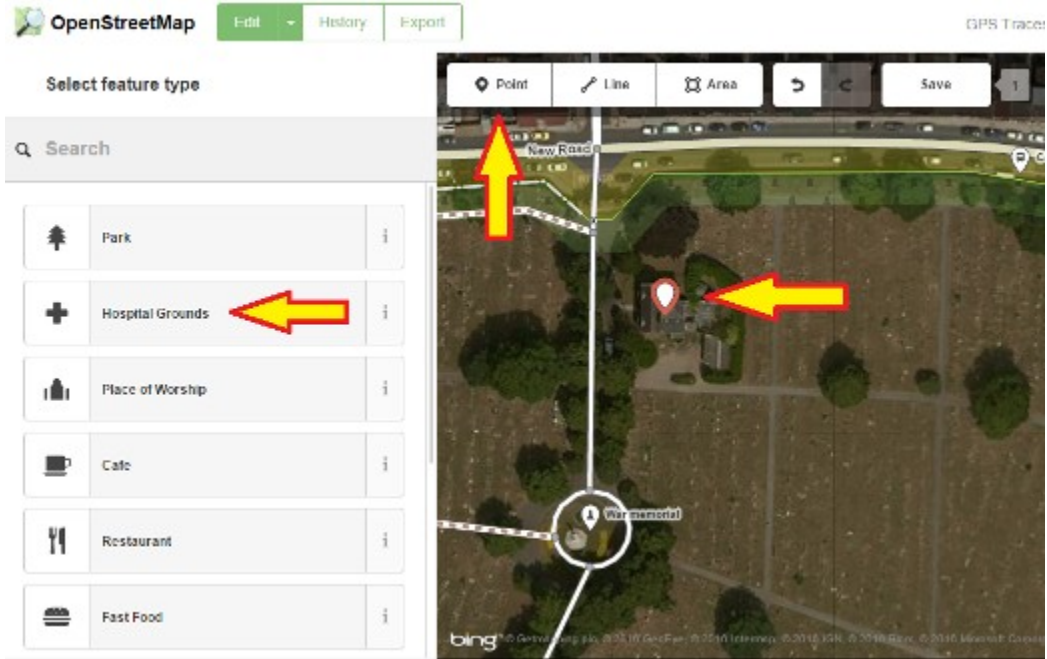 OpenStreetMap Edit History Export GPS Traces
Select feature type
Point Line Area Save 1
Search
New Road
Park
Hospital Grounds
Place of Worship
Cafe
War memorial
Restaurant
Fast Food
bing